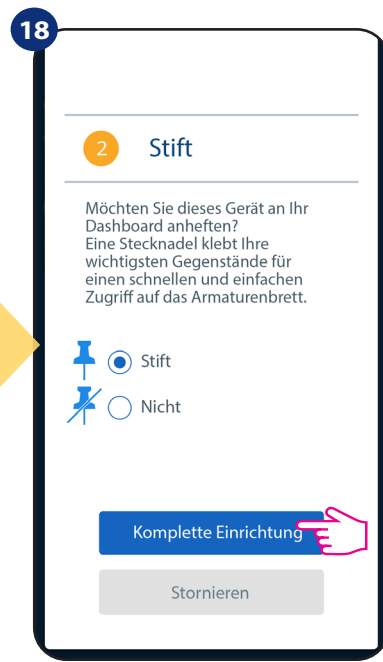 18
2 Stift
Möchten Sie dieses Gerät an Ihr
Dashboard anheften?
Eine Stecknadel klebt Ihre
wichtigsten Gegenstände für
einen schnellen und einfachen
Zugriff auf das Armaturenbrett.
Stift
Nicht
Komplette Einrichtung
Stornieren